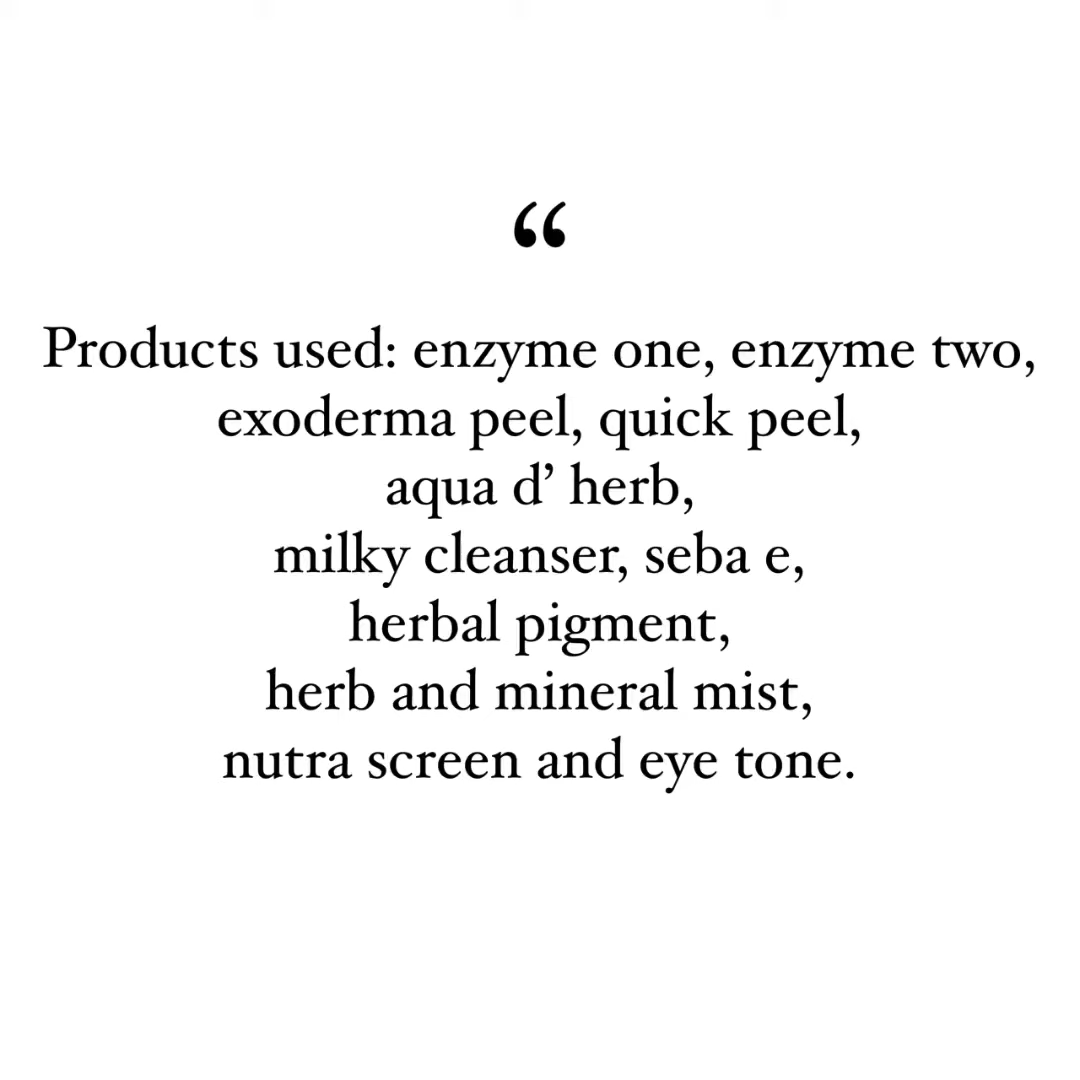 “
Products used: enzyme one, enzyme two,
exoderma peel, quick peel,
aqua d’ herb,
milky cleanser, seba e,
herbal pigment,
herb and mineral mist,
nutra screen and eye tone.